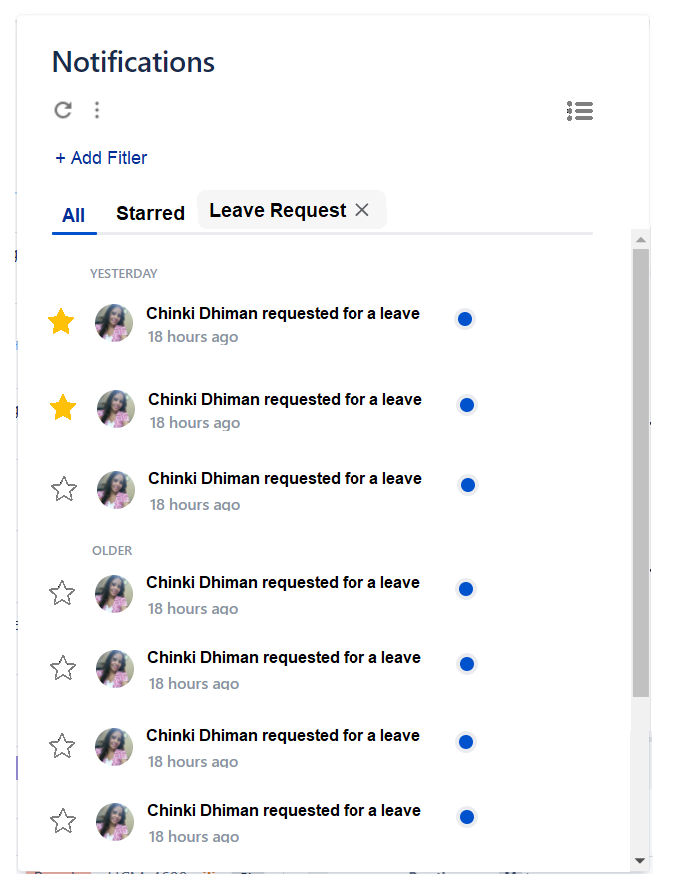 Notifications
+ Add Fitler
All Starred Leave Request
YESTERDAY
Chinki Dhiman requested for a leave
18 hours ago
Chinki Dhiman requested for a leave
18 hours ago
Chinki Dhiman requested for a leave
18 hours ago
OLDER
Chinki Dhiman requested for a leave
18 hours ago
Chinki Dhiman requested for a leave
18 hours ago
Chinki Dhiman requested for a leave
18 hours ago
Chinki Dhiman requested for a leave
18 hours ago